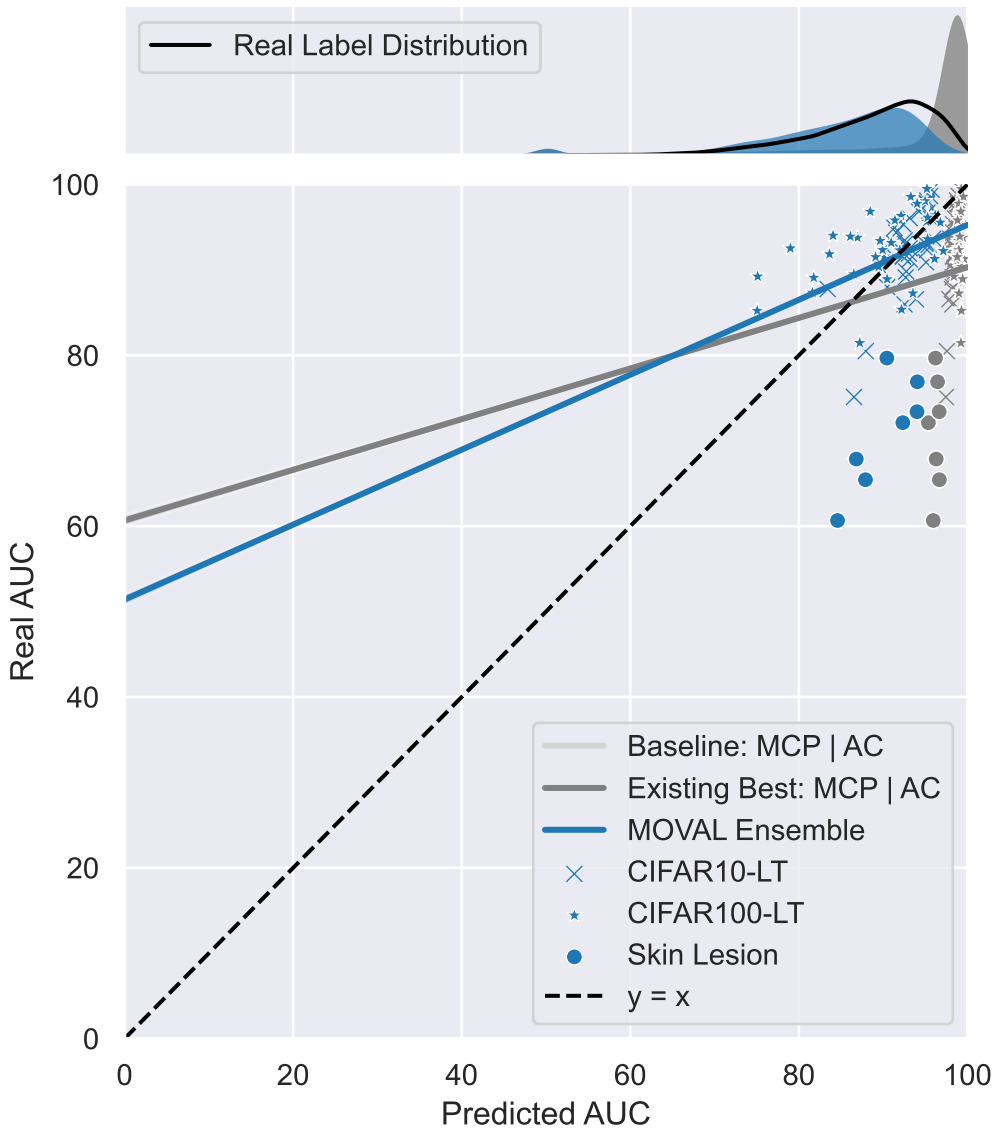 Real Label Distribution
100
80
60
40
20
0
Real AUC
Baseline: MCP | AC
Existing Best: MCP | AC
MOVAL Ensemble
CIFAR10-LT
CIFAR100-LT
Skin Lesion
y = x
0 20 40 60 80 100
Predicted AUC